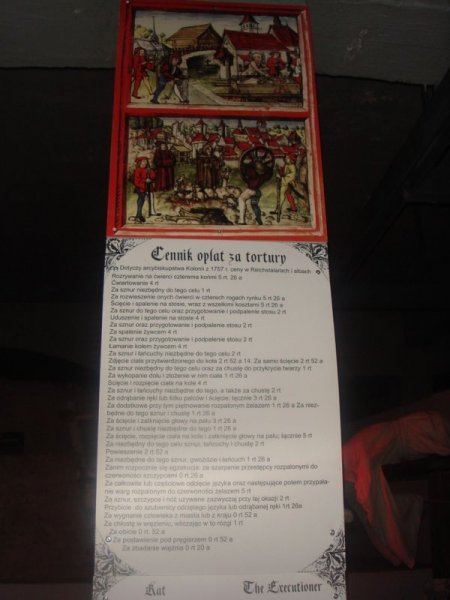 Cennik opłat za tortury
Dotyczy arcybiskupstwa Kolonii z 1757 r. ceny w Reichstalarach i albach
Rozrywanie na ćwierci czterema końmi 5 rt. 26 a
Ćwiartowanie 4 rt
Za sznur niezbędny do tego celu 1 rt
Za rozwieszenie onych ćwierci w czterech rogach rynku 5 rt 26 a
Ścięcie i spalenie na stosie, wraz z wszelkimi kosztami 5 rt 26 a
Za sznur do tego celu oraz przygotowanie i podpalenie stosu 2 rt
Uduszenie i spalenie na stosie 4 rt
Za sznur oraz przygotowanie i podpalenie stosu 2 rt
Za spalenie żywcem 4 rt
Za sznur oraz przygotowanie i podpalenie stosu 2 rt
Łamanie kołem żywcem 4 rt
Za sznur i łańcuchy niezbędne do tego celu 2 rt
Zdjęcie ciała przytwierdzonego do koła 2 rt 52 a 14. Za samo ścięcie 2 rt 52 a
Za sznur niezbędny do tego celu oraz za chustę do przykrycia twarzy 1 rt
Za wykopanie dołu i złożenie w nim ciała 1 rt 26 a
Ścięcie i rozpięcie ciała na kole 4 rt
Za sznur i łańcuchy niezbędne do tego, a także za chustę 2 rt
Za odrąbanie ręki lub kilku palców i ścięcie, łącznie 3 rt 26 a
Za dodatkowe przy tym piętnowanie rozpalonym żelazem 1 rt 26 a Za niez-
będne do tego sznur i chustę 1 rt 26 a
Za ścięcie i zatknięcie głowy na palu 3 rt 26 a
Za sznur i chustę niezbędne do tego 1 rt 26 a
Za ścięcie, rozpięcie ciała na kole i zatknięcie głowy na palu, łącznie 5 rt
Za niezbędny do tego celu sznur, łańcuchy i chustę 2 rt
Powieszenie 2 rt 52 a
Za niezbędne do tego sznur, gwoździe i łańcuch 1 rt 26 a
Zanim rozpocznie się egzekucja: za szarpanie przestępcy rozpalonymi do
czerwoności szczypcami 0 rt 26 a
Za całkowite lub częściowe odcięcie języka oraz następujące potem przypale-
nie warg rozpalonym do czerwoności żelazem 5 rt
Za sznur, szczypce i nóż używane zazwyczaj przy tej okazji 2 rt
Przybicie do szubienicy odciętego języka lub odrąbanej ręki 1rt 26a
Za wygnanie człowieka z miasta lub z kraju 0 rt 52 a
Za chłostę w więzieniu, wliczając w to rózgi 1 rt
Za obicie 0 rt. 52 a
Za postawienie pod pręgierzem 0 rt 52 a
Za zbadanie więźnia 0 rt 20 a
Kat The Executioner